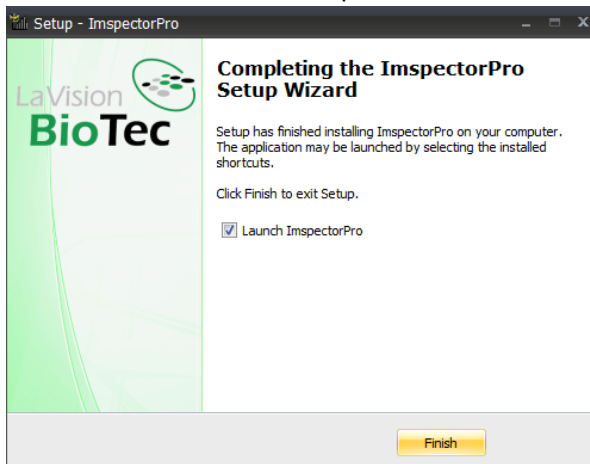 Setup - ImspectorPro
LaVision
BioTec
Completing the ImspectorPro
Setup Wizard
Setup has finished installing ImspectorPro on your computer.
The application may be launched by selecting the installed
shortcuts.
Click Finish to exit Setup.
Launch ImspectorPro
Finish